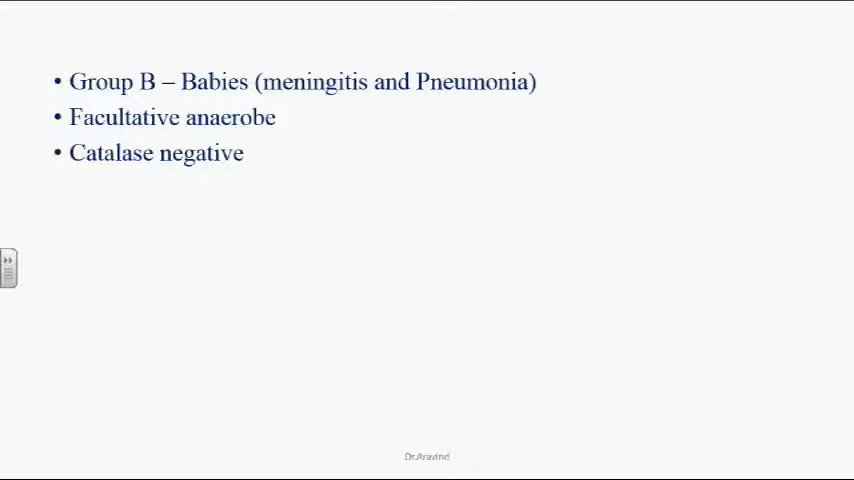 • Group B – Babies (meningitis and Pneumonia)
• Facultative anaerobe
• Catalase negative
Dr.Aravind